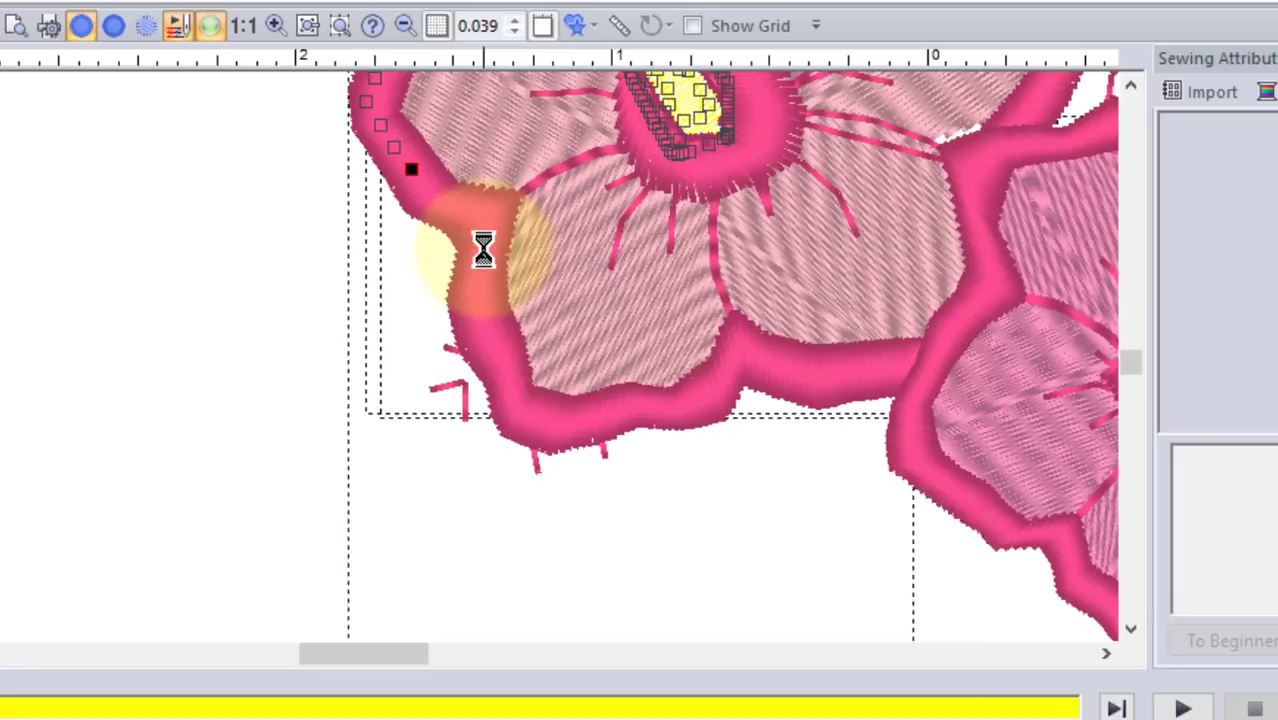 1:1 0.039 Show Grid
2 1 0
Sewing Attribut
Import
To Beginner